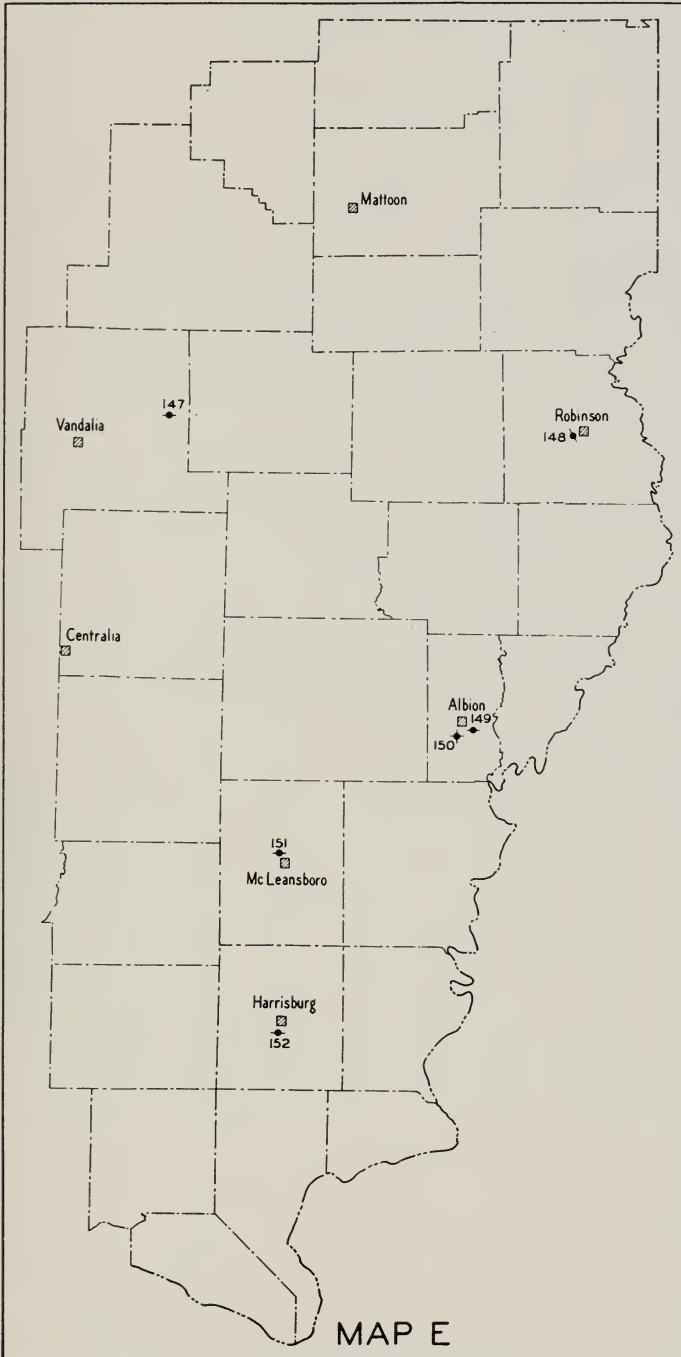 Mattoon
147
Vandalia
Robinson
148
Centralia
Albion
149
150
151
McLeansboro
Harrisburg
152
MAP E